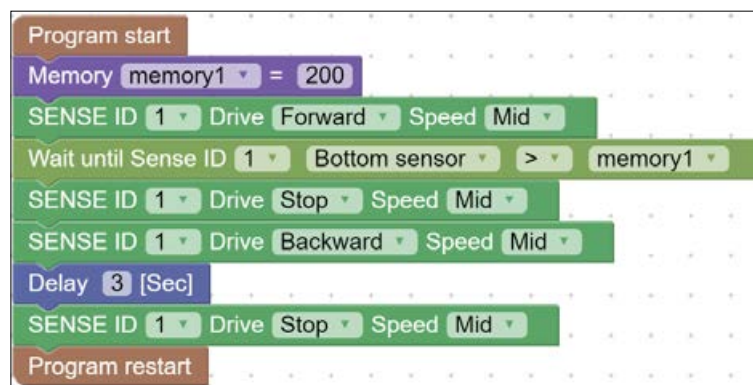 Program start
Memory memory1 = 200
SENSE ID 1 Drive Forward Speed Mid
Wait until Sense ID 1 Bottom sensor > memory1
SENSE ID 1 Drive Stop Speed Mid
SENSE ID 1 Drive Backward Speed Mid
Delay 3 [Sec]
SENSE ID 1 Drive Stop Speed Mid
Program restart